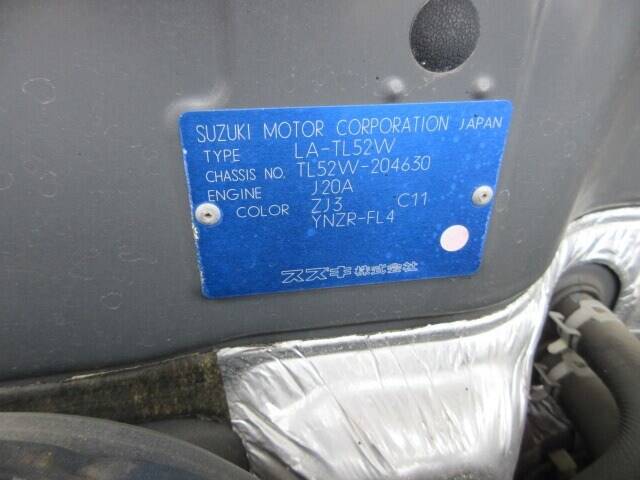 SUZUKI MOTOR CORPORATION JAPAN
TYPE LA-TL52W
CHASSIS NO. TL52W-204630
ENGINE J20A
COLOR ZJ3 C11
YNZR-FL4
スズキ株式会社